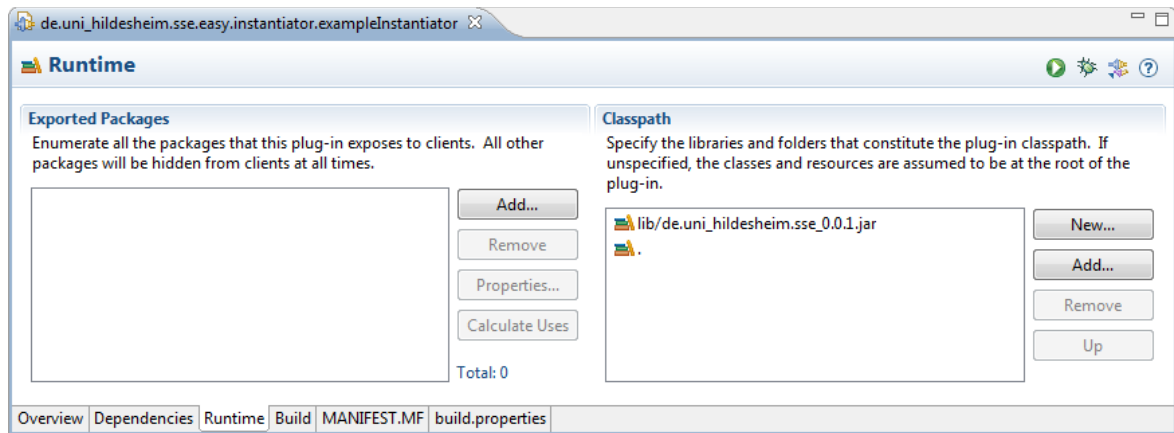 de.uni_hildesheim.sse.easy.instantiator.exampleInstantiator
Runtime
Exported Packages
Enumerate all the packages that this plug-in exposes to clients. All other
packages will be hidden from clients at all times.
Add...
Remove
Properties...
Calculate Uses
Total: 0
Classpath
Specify the libraries and folders that constitute the plug-in classpath. If
unspecified, the classes and resources are assumed to be at the root of the
plug-in.
lib/de.uni_hildesheim.sse_0.0.1.jar
.
New...
Add...
Remove
Up
Overview Dependencies Runtime Build MANIFEST.MF build.properties